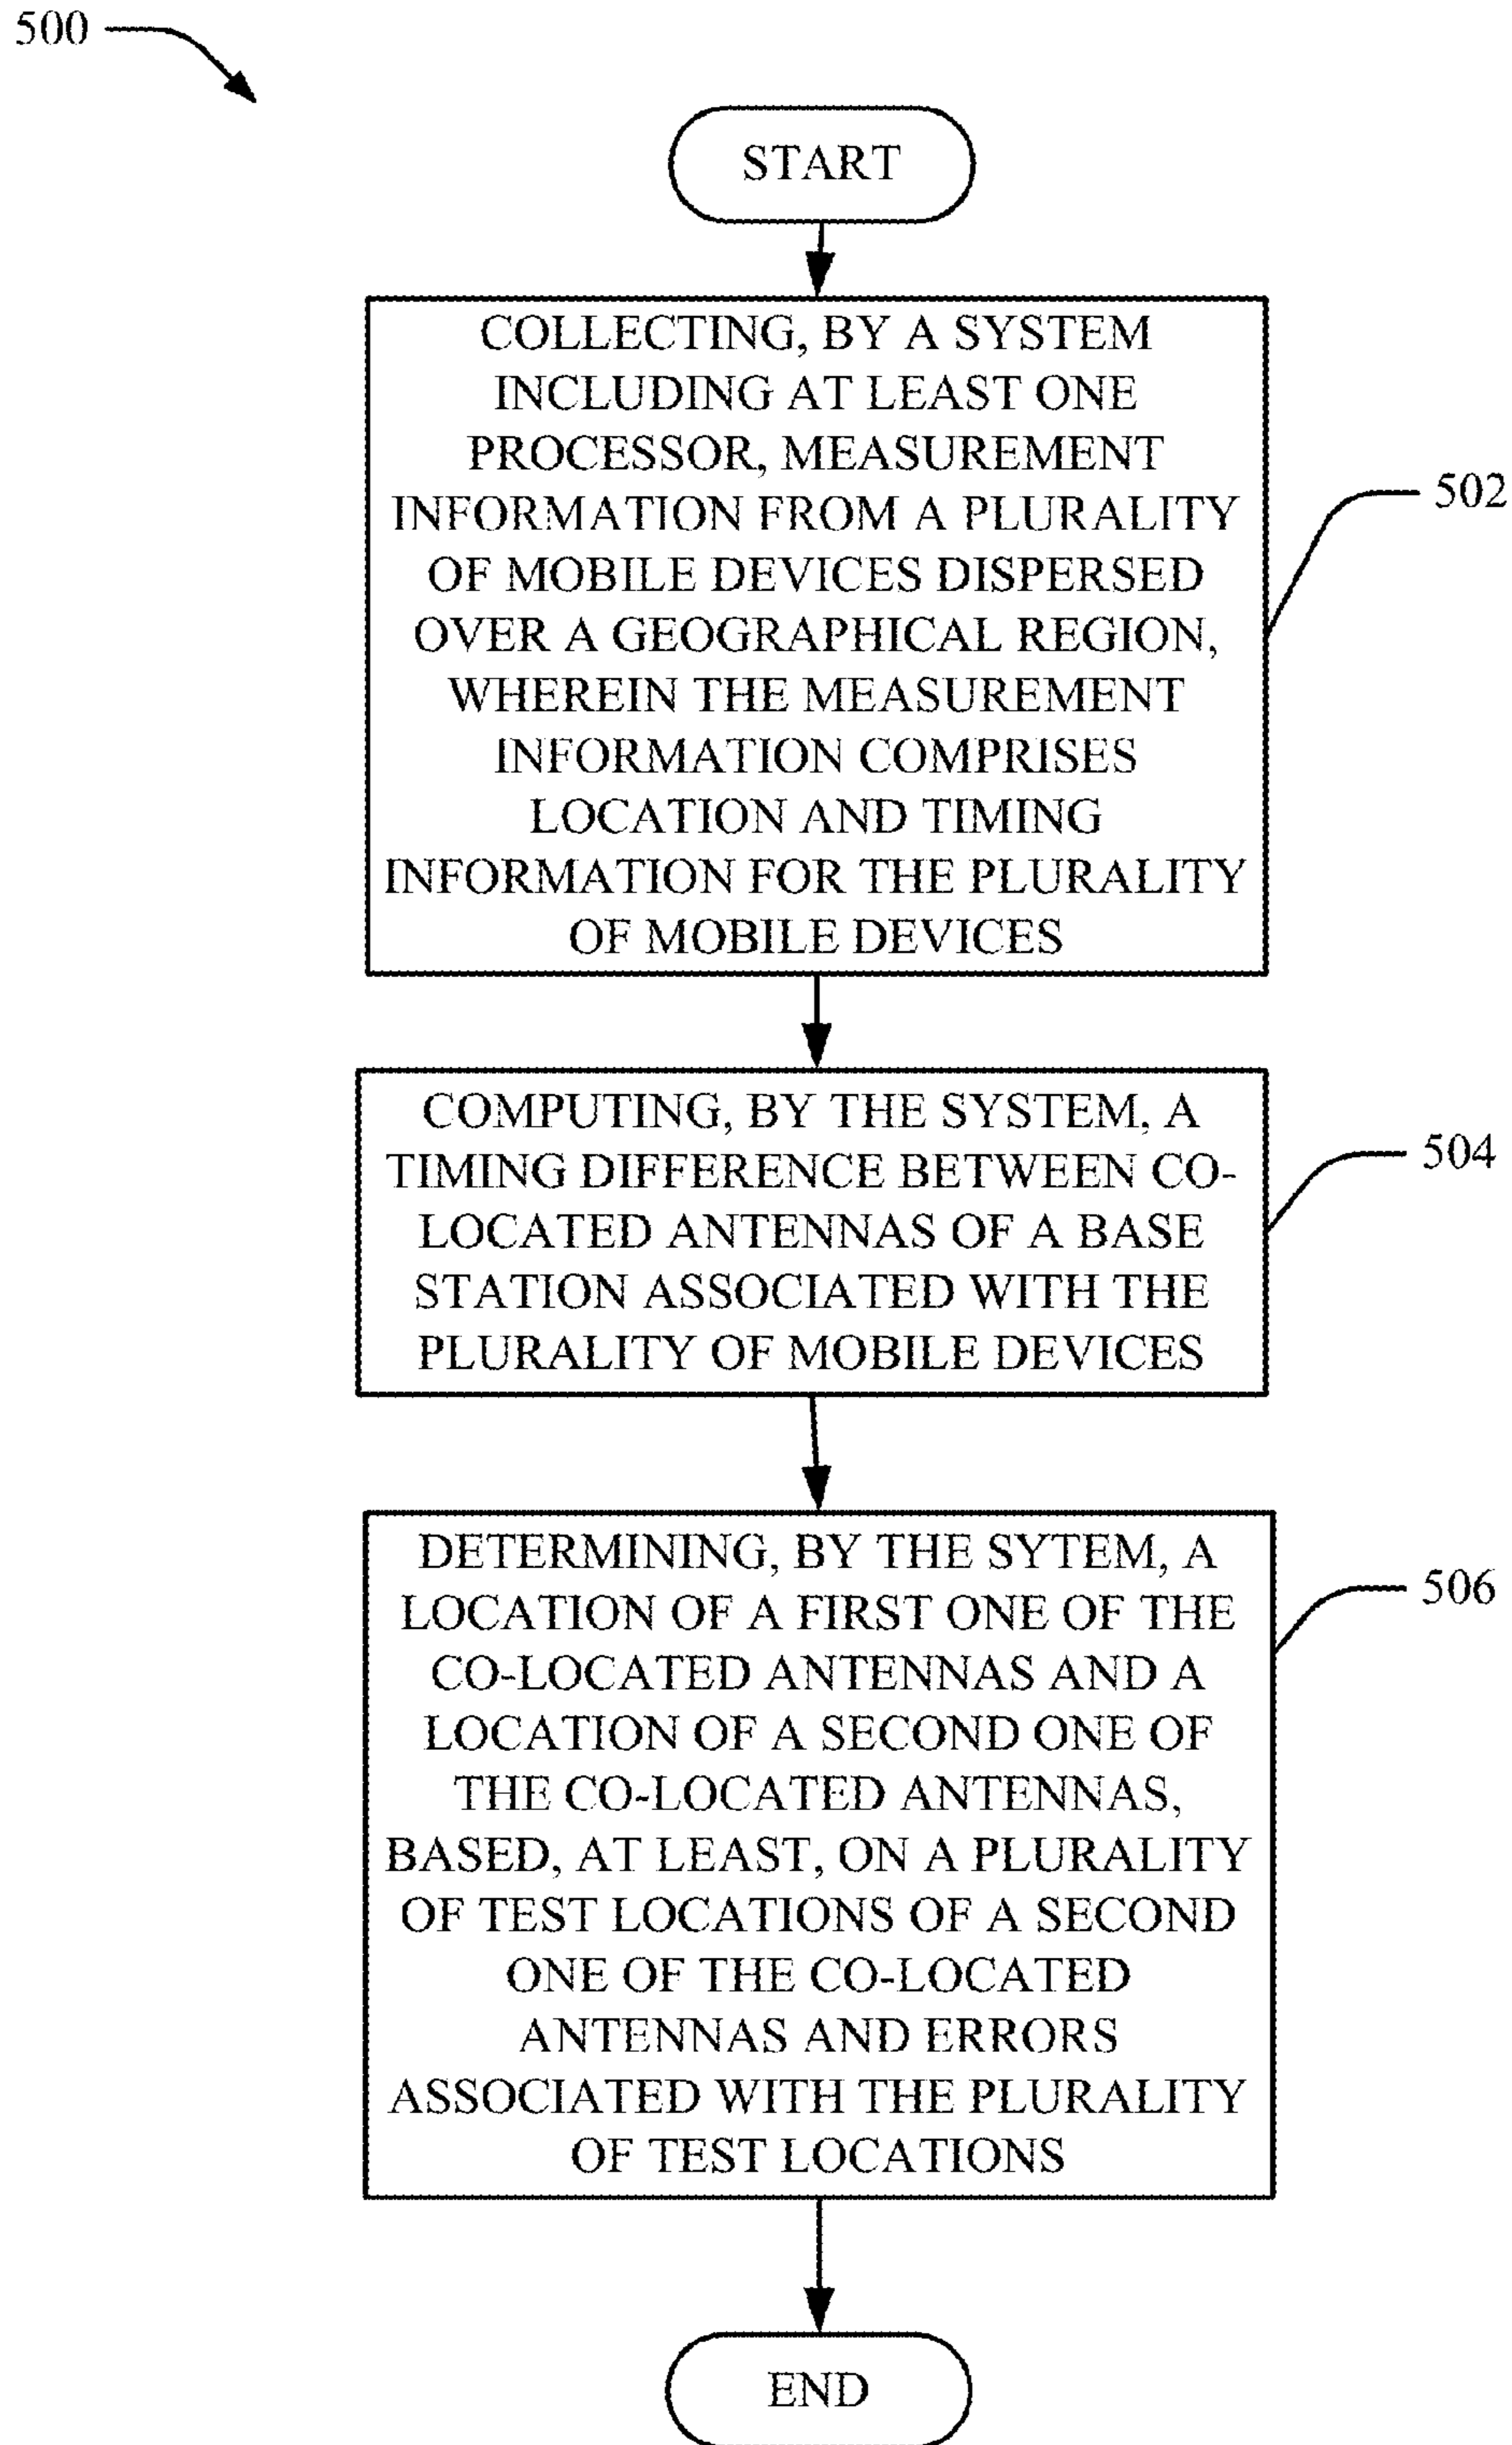 500
START
COLLECTING, BY A SYSTEM
INCLUDING AT LEAST ONE
PROCESSOR, MEASUREMENT
INFORMATION FROM A PLURALITY
OF MOBILE DEVICES DISPERSED
OVER A GEOGRAPHICAL REGION,
WHEREIN THE MEASUREMENT
INFORMATION COMPRISES
LOCATION AND TIMING
INFORMATION FOR THE PLURALITY
OF MOBILE DEVICES
502
COMPUTING, BY THE SYSTEM, A
TIMING DIFFERENCE BETWEEN CO-
LOCATED ANTENNAS OF A BASE
STATION ASSOCIATED WITH THE
PLURALITY OF MOBILE DEVICES
504
DETERMINING, BY THE SYTEM, A
LOCATION OF A FIRST ONE OF THE
CO-LOCATED ANTENNAS AND A
LOCATION OF A SECOND ONE OF
THE CO-LOCATED ANTENNAS,
BASED, AT LEAST, ON A PLURALITY
OF TEST LOCATIONS OF A SECOND
ONE OF THE CO-LOCATED
ANTENNAS AND ERRORS
ASSOCIATED WITH THE PLURALITY
OF TEST LOCATIONS
506
END